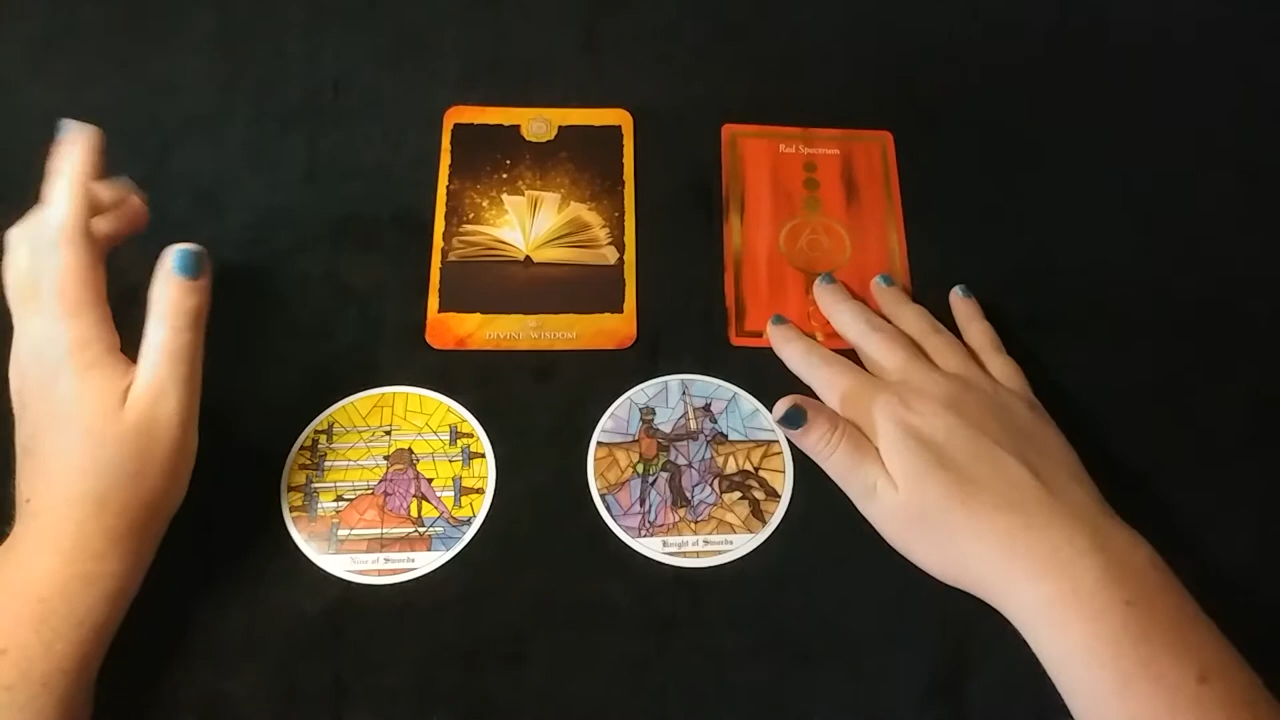 Red Spectrum
DIVINE WISDOM
Nine of Swords
Knight of Swords